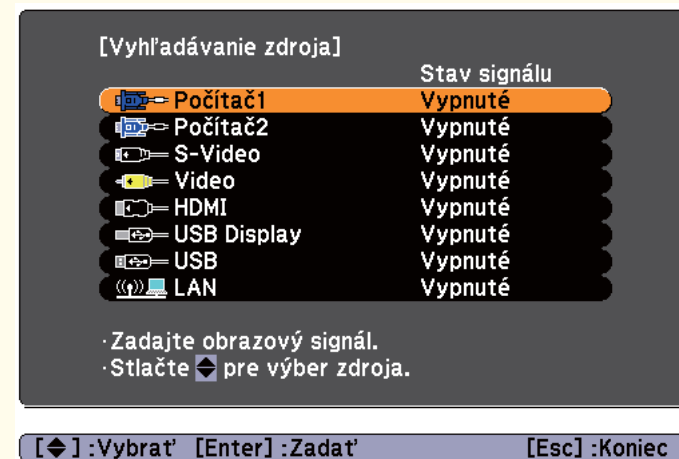 [Vyhľadávanie zdroja]
Stav signálu
Počítač1 Vypnuté
Počítač2 Vypnuté
S-Video Vypnuté
Video Vypnuté
HDMI Vypnuté
USB Display Vypnuté
USB Vypnuté
LAN Vypnuté
·Zadajte obrazový signál.
·Stlačte ◆ pre výber zdroja.
[◆] :Vybrať [Enter] :Zadať [Esc] :Koniec